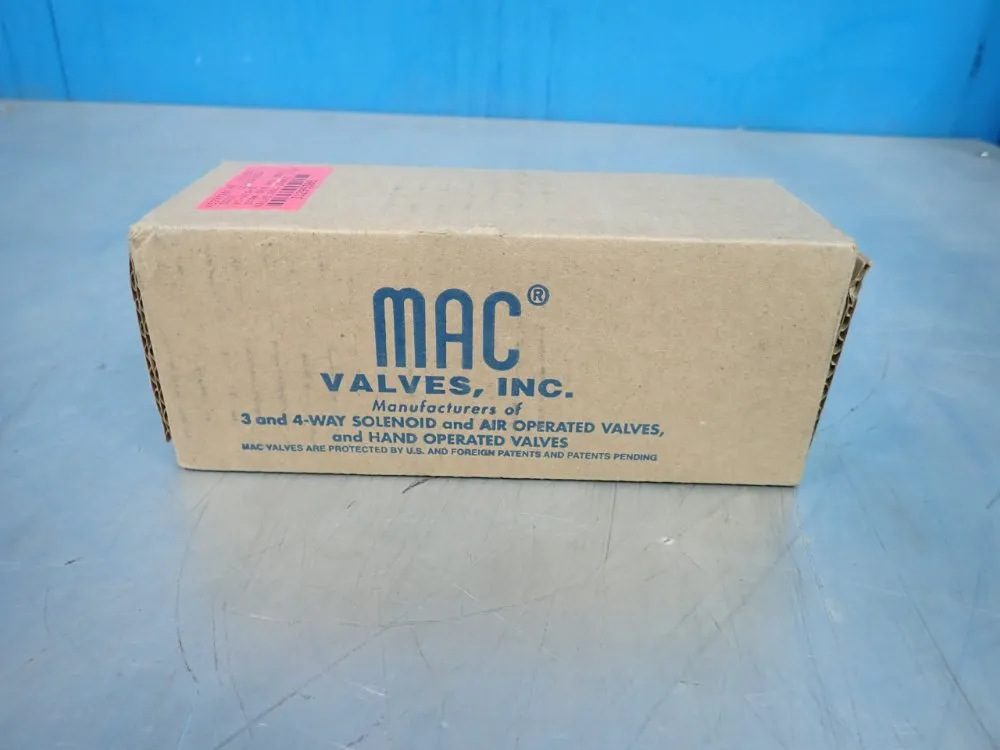 MAC®
VALVES, INC.
Manufacturers of
3 and 4-WAY SOLENOID and AIR OPERATED VALVES,
and HAND OPERATED VALVES
MAC VALVES ARE PROTECTED BY U.S. AND FOREIGN PATENTS AND PATENTS PENDING